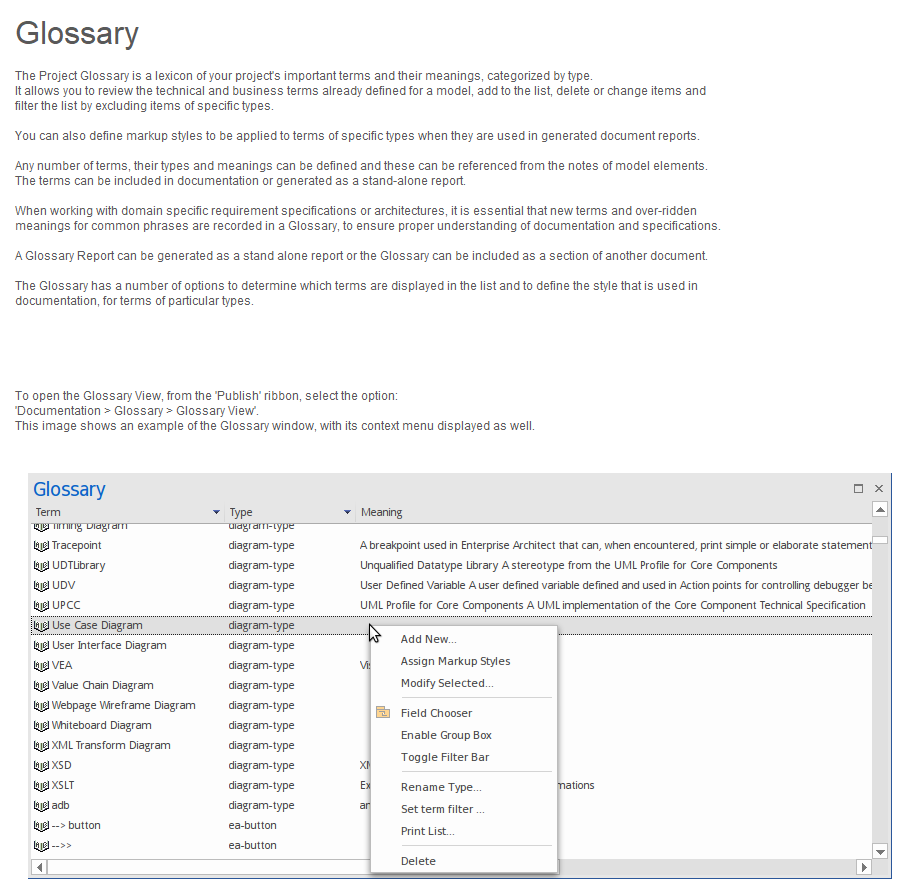 Glossary
The Project Glossary is a lexicon of your project's important terms and their meanings, categorized by type.
It allows you to review the technical and business terms already defined for a model, add to the list, delete or change items and
filter the list by excluding items of specific types.
You can also define markup styles to be applied to terms of specific types when they are used in generated document reports.
Any number of terms, their types and meanings can be defined and these can be referenced from the notes of model elements.
The terms can be included in documentation or generated as a stand-alone report.
When working with domain specific requirement specifications or architectures, it is essential that new terms and over-ridden
meanings for common phrases are recorded in a Glossary, to ensure proper understanding of documentation and specifications.
A Glossary Report can be generated as a stand alone report or the Glossary can be included as a section of another document.
The Glossary has a number of options to determine which terms are displayed in the list and to define the style that is used in
documentation, for terms of particular types.
To open the Glossary View, from the 'Publish' ribbon, select the option:
'Documentation > Glossary > Glossary View'.
This image shows an example of the Glossary window, with its context menu displayed as well.
Glossary
Term Type Meaning
Timing Diagram diagram-type
Tracepoint diagram-type A breakpoint used in Enterprise Architect that can, when encountered, print simple or elaborate statement
UDTLibrary diagram-type Unqualified Datatype Library A stereotype from the UML Profile for Core Components
UDV diagram-type User Defined Variable A user defined variable defined and used in Action points for controlling debugger be
UPCC diagram-type UML Profile for Core Components A UML implementation of the Core Component Technical Specification
Use Case Diagram diagram-type
User Interface Diagram diagram-type
VEA diagram-type
Value Chain Diagram diagram-type
Webpage Wireframe Diagram diagram-type
Whiteboard Diagram diagram-type
XML Transform Diagram diagram-type
XSD diagram-type
XSLT diagram-type Ex mations
adb diagram-type an
--> button ea-button
-->> ea-button
Add New...
Assign Markup Styles
Modify Selected...
Field Chooser
Enable Group Box
Toggle Filter Bar
Rename Type...
Set term filter ...
Print List...
Delete